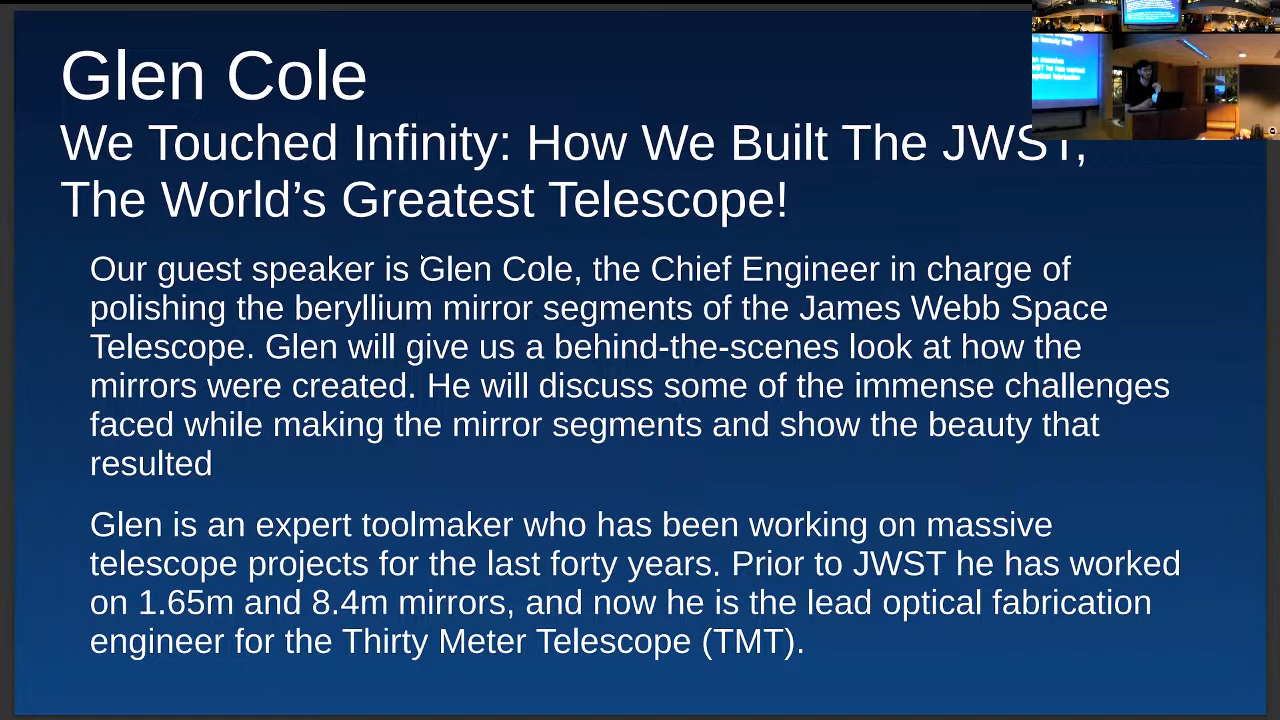 Glen Cole
We Touched Infinity: How We Built The JWST,
The World’s Greatest Telescope!
Our guest speaker is Glen Cole, the Chief Engineer in charge of
polishing the beryllium mirror segments of the James Webb Space
Telescope. Glen will give us a behind-the-scenes look at how the
mirrors were created. He will discuss some of the immense challenges
faced while making the mirror segments and show the beauty that
resulted
Glen is an expert toolmaker who has been working on massive
telescope projects for the last forty years. Prior to JWST he has worked
on 1.65m and 8.4m mirrors, and now he is the lead optical fabrication
engineer for the Thirty Meter Telescope (TMT).